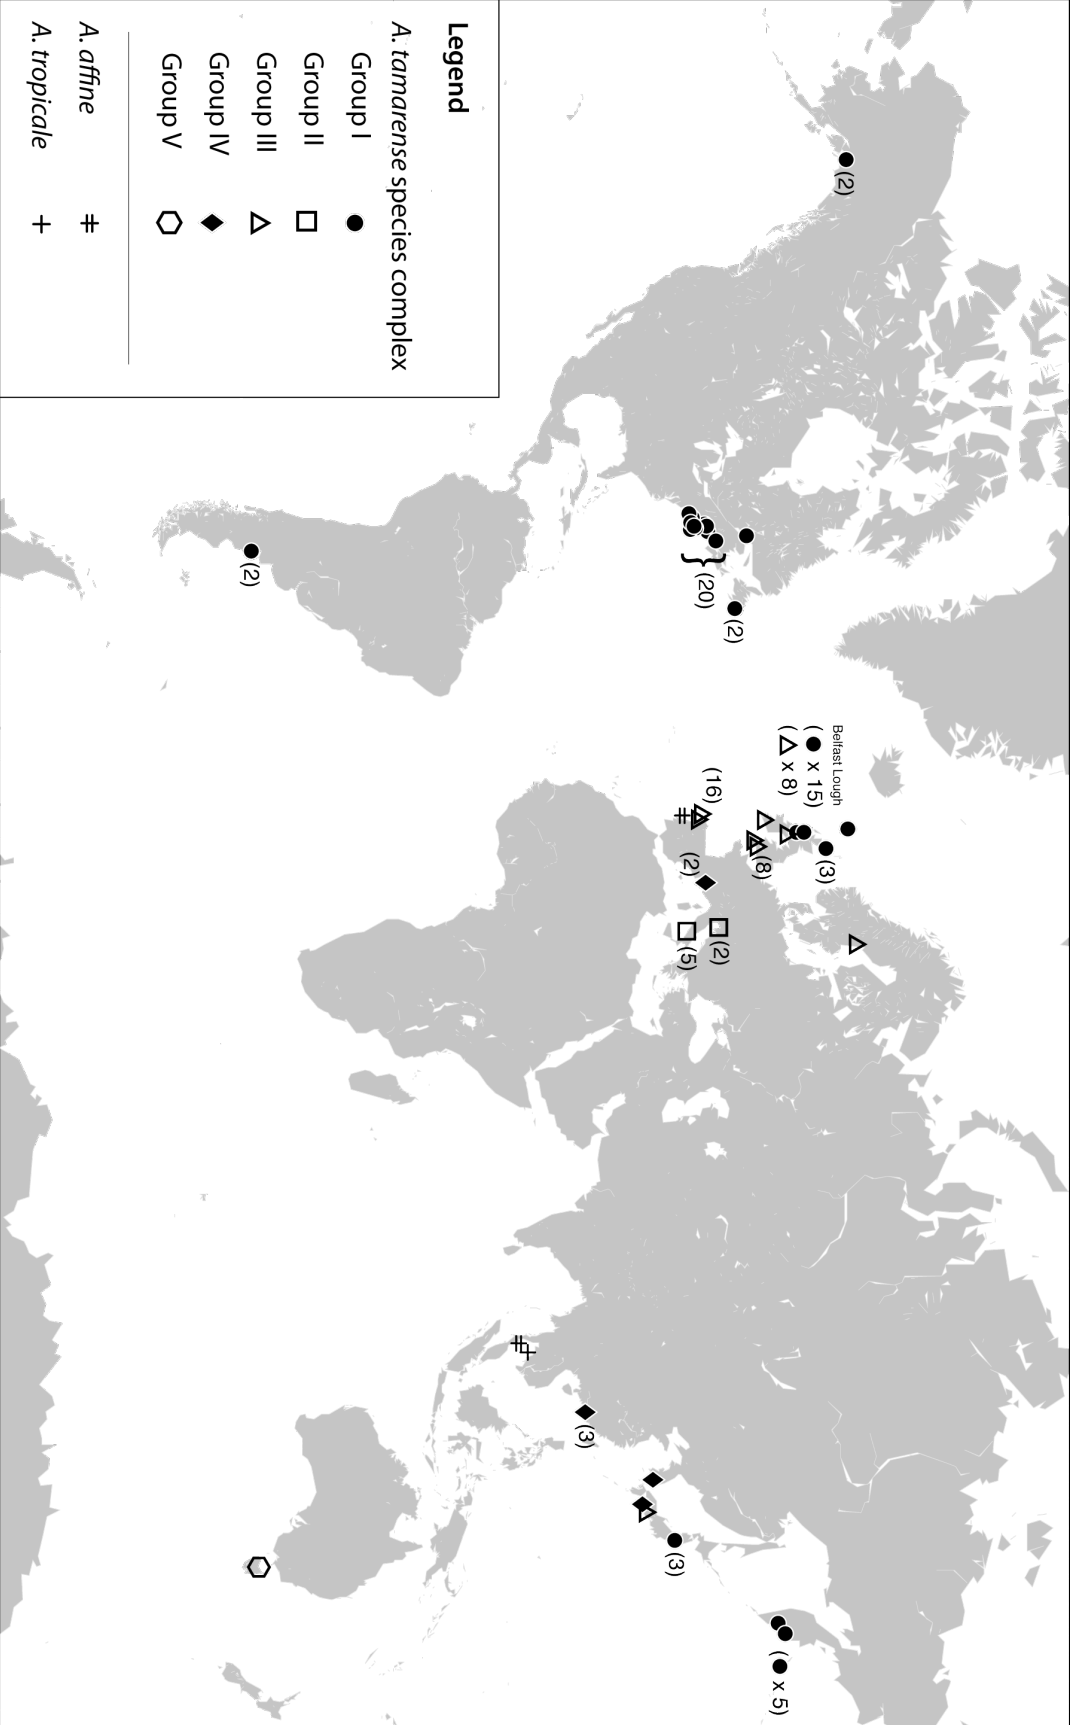 (2)
(20)
(2)
(2)
Belfast Lough
( ● x 15)
( △ x 8)
(3)
(8)
(16)
(2)
(2)
(5)
(3)
(3)
( ● x 5)
Legend
A. tamarense species complex
Group I ●
Group II □
Group III △
Group IV ◆
Group V ⬡
A. affine ⧺
A. tropicale +